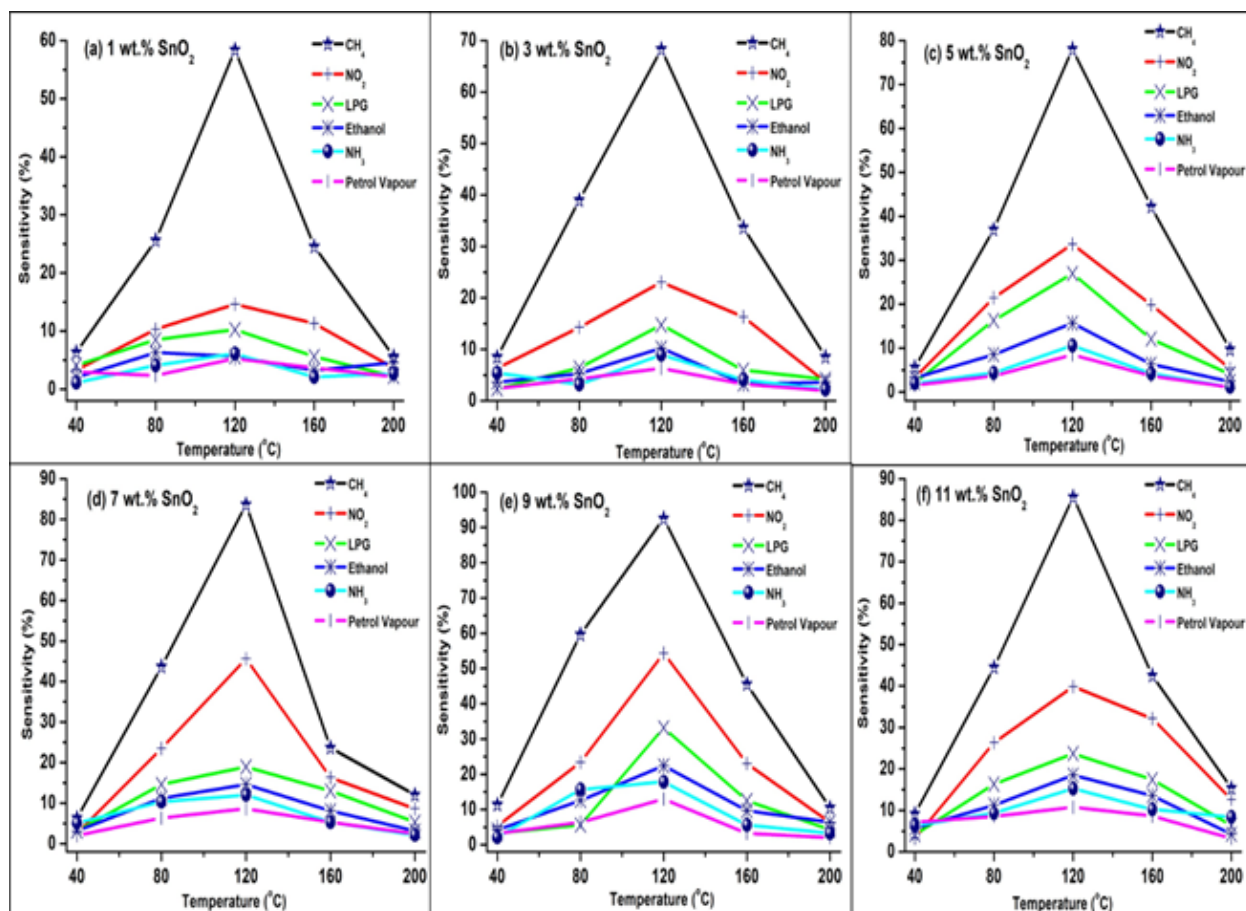 (a) 1 wt.% SnO₂
CH₄
NO₂
LPG
Ethanol
NH₃
Petrol Vapour
Sensitivity (%)
60
50
40
30
20
10
0
40 80 120 160 200
Temperature (°C)
(b) 3 wt.% SnO₂
CH₄
NO₂
LPG
Ethanol
NH₃
Petrol Vapour
Sensitivity (%)
70
60
50
40
30
20
10
0
40 80 120 160 200
Temperature (°C)
(c) 5 wt.% SnO₂
CH₄
NO₂
LPG
Ethanol
NH₃
Petrol Vapour
Sensitivity (%)
80
70
60
50
40
30
20
10
0
40 80 120 160 200
Temperature (°C)
(d) 7 wt.% SnO₂
CH₄
NO₂
LPG
Ethanol
NH₃
Petrol Vapour
Sensitivity (%)
90
80
70
60
50
40
30
20
10
0
40 80 120 160 200
Temperature (°C)
(e) 9 wt.% SnO₂
CH₄
NO₂
LPG
Ethanol
NH₃
Petrol Vapour
Sensitivity (%)
100
90
80
70
60
50
40
30
20
10
0
40 80 120 160 200
Temperature (°C)
(f) 11 wt.% SnO₂
CH₄
NO₂
LPG
Ethanol
NH₃
Petrol Vapour
Sensitivity (%)
90
80
70
60
50
40
30
20
10
0
40 80 120 160 200
Temperature (°C)